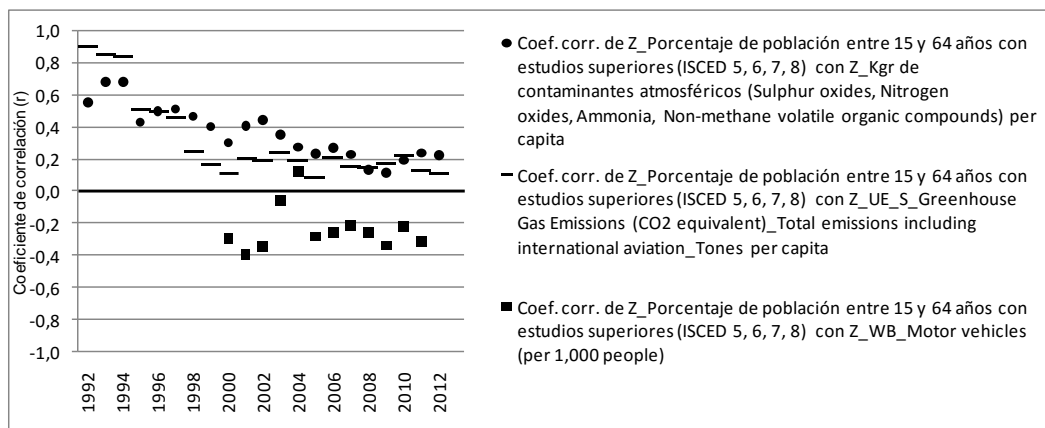 1,0
0,8
0,6
0,4
0,2
0,0
-0,2
-0,4
-0,6
-0,8
-1,0
Coeficiente de correlación (r)
1992
1994
1996
1998
2000
2002
2004
2006
2008
2010
2012
Coef. corr. de Z_Porcentaje de población entre 15 y 64 años con
estudios superiores (ISCED 5, 6, 7, 8) con Z_Kgr de
contaminantes atmosféricos (Sulphur oxides, Nitrogen
oxides, Ammonia, Non-methane volatile organic compounds) per
capita
Coef. corr. de Z_Porcentaje de población entre 15 y 64 años con
estudios superiores (ISCED 5, 6, 7, 8) con Z_UE_S_Greenhouse
Gas Emissions (CO2 equivalent)_Total emissions including
international aviation_Tones per capita
Coef. corr. de Z_Porcentaje de población entre 15 y 64 años con
estudios superiores (ISCED 5, 6, 7, 8) con Z_WB_Motor vehicles
(per 1,000 people)